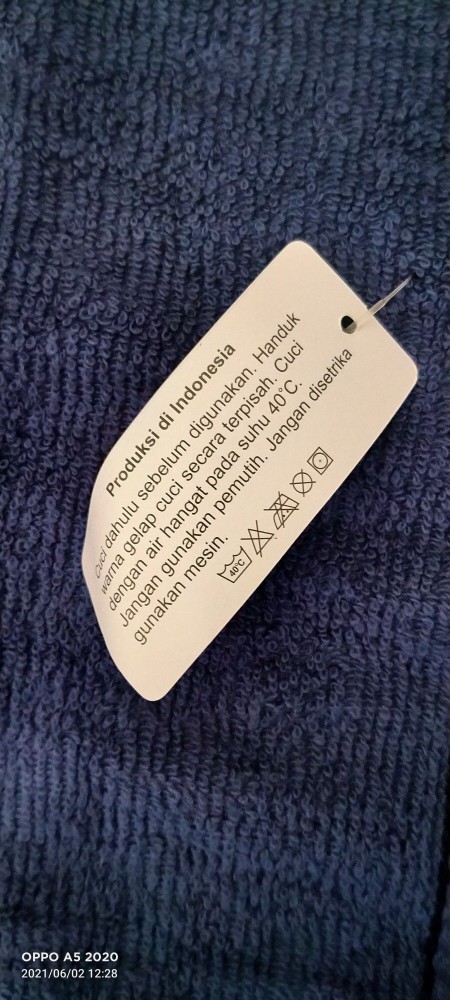 Produksi di Indonesia
Cuci dahulu sebelum digunakan. Handuk
warna gelap cuci secara terpisah. Cuci
dengan air hangat pada suhu 40°C.
Jangan gunakan pemutih. Jangan disetrika
gunakan mesin.
40°C
OPPO A5 2020
2021/06/02 12:28